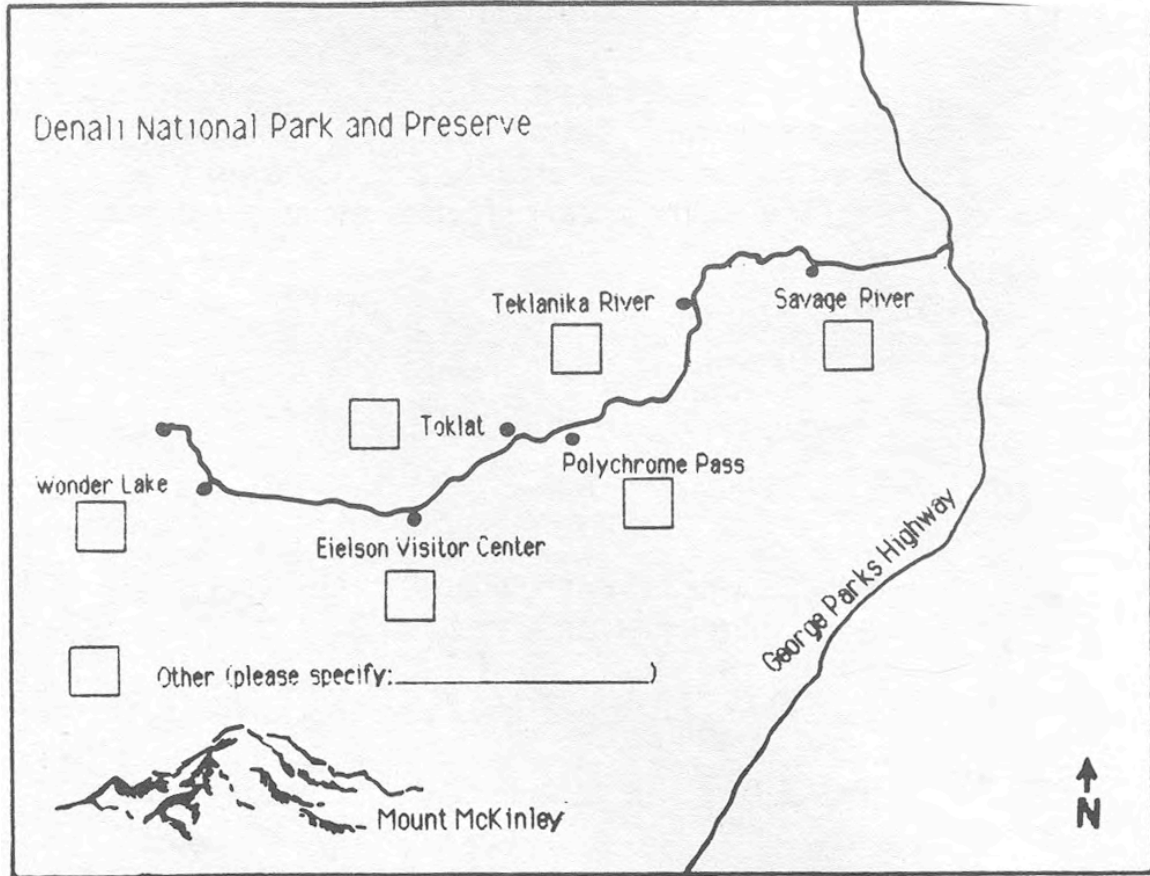 Denali National Park and Preserve
Teklanika River
Savage River
Toklat
Polychrome Pass
Wonder Lake
Eielson Visitor Center
George Parks Highway
Other (please specify:____________________)
Mount McKinley
N